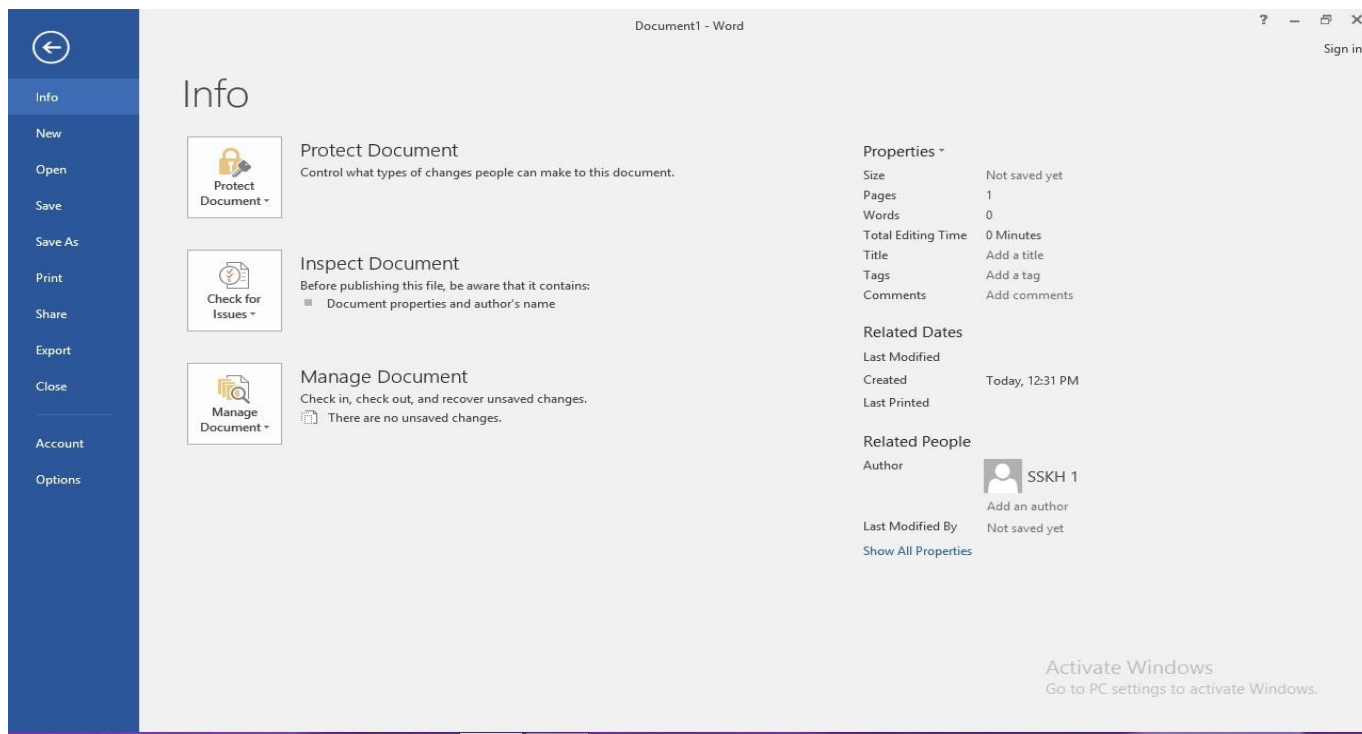 Document1 - Word
?
Sign in
Info
New
Open
Save
Save As
Print
Share
Export
Close
Account
Options
Info
Protect Document
Protect Document
Control what types of changes people can make to this document.
Check for Issues
Inspect Document
Before publishing this file, be aware that it contains:
Document properties and author's name
Manage Document
Manage Document
Check in, check out, and recover unsaved changes.
There are no unsaved changes.
Properties
Size Not saved yet
Pages 1
Words 0
Total Editing Time 0 Minutes
Title Add a title
Tags Add a tag
Comments Add comments
Related Dates
Last Modified
Created Today, 12:31 PM
Last Printed
Related People
Author SSKH 1
Add an author
Last Modified By Not saved yet
Show All Properties
Activate Windows
Go to PC settings to activate Windows.